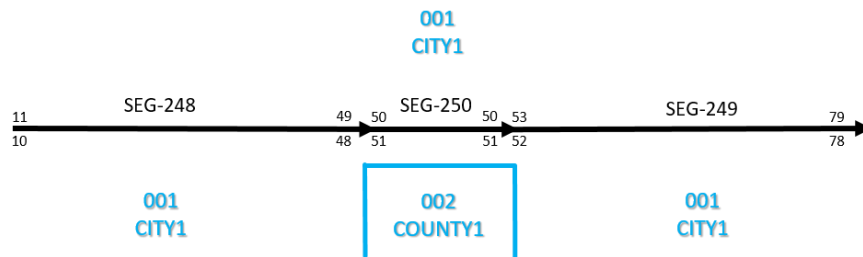 001
CITY1
SEG-248
SEG-250
SEG-249
11
49
50
50
53
79
10
48
51
51
52
78
001
CITY1
002
COUNTY1
001
CITY1